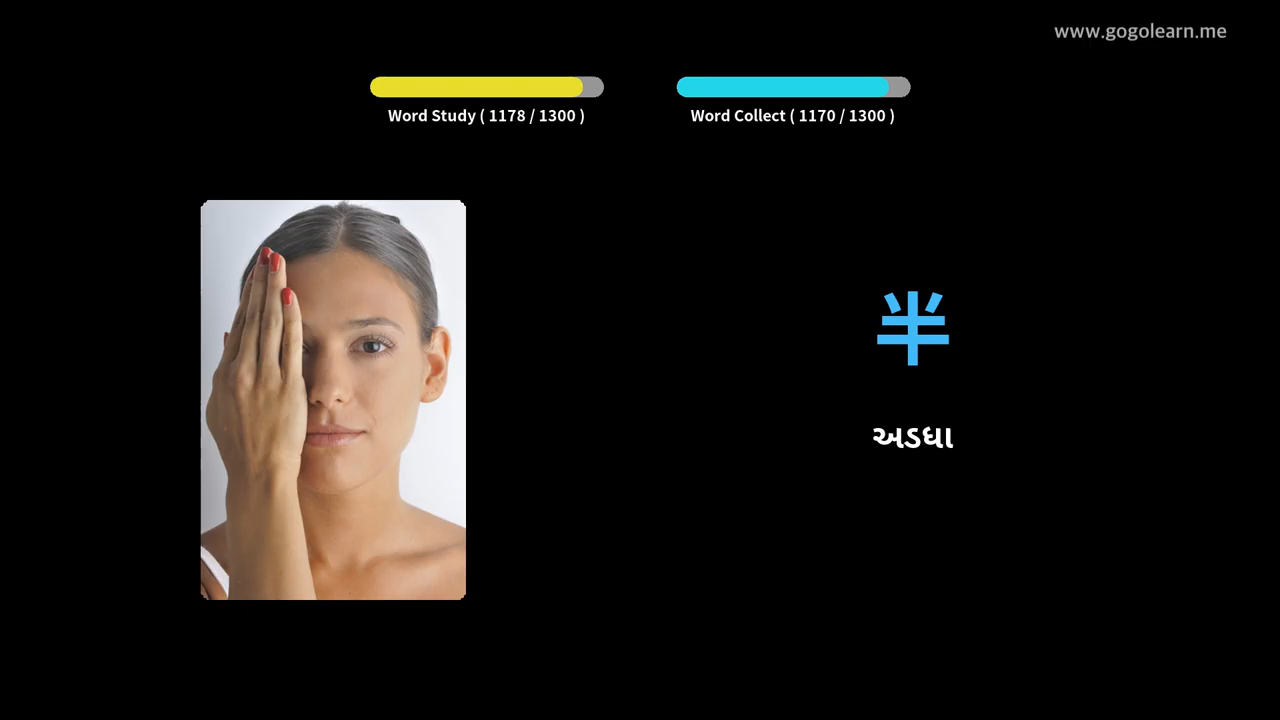 www.gogolearn.me
Word Study ( 1178 / 1300 )
Word Collect ( 1170 / 1300 )
半
અડધા